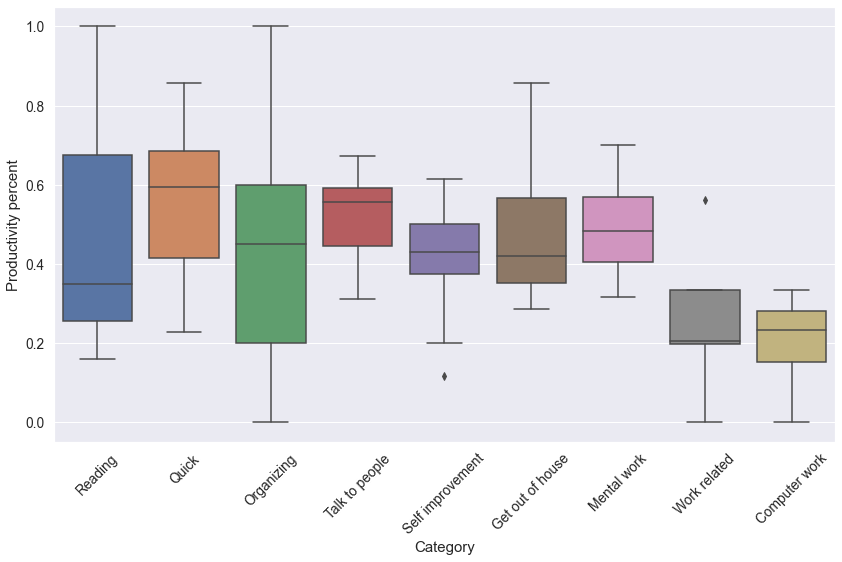 Productivity percent
1.0
0.8
0.6
0.4
0.2
0.0
Reading
Quick
Organizing
Talk to people
Self improvement
Get out of house
Mental work
Work related
Computer work
Category